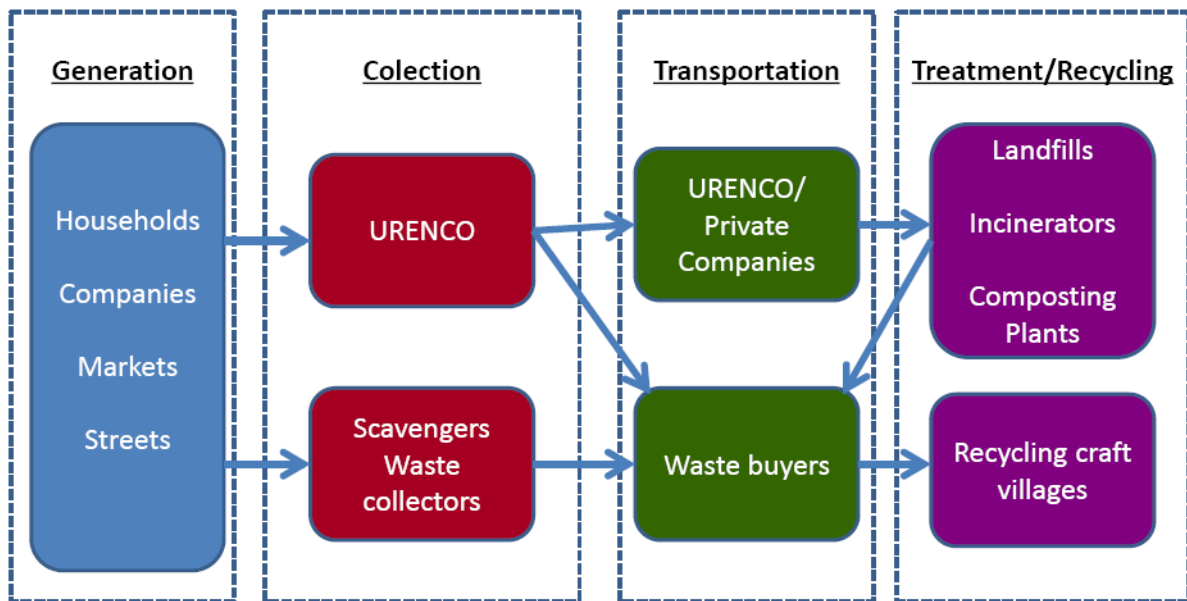 Generation
Colection
Transportation
Treatment/Recycling
Households
Companies
Markets
Streets
URENCO
Scavengers
Waste
collectors
URENCO/
Private
Companies
Waste buyers
Landfills
Incinerators
Composting
Plants
Recycling craft
villages